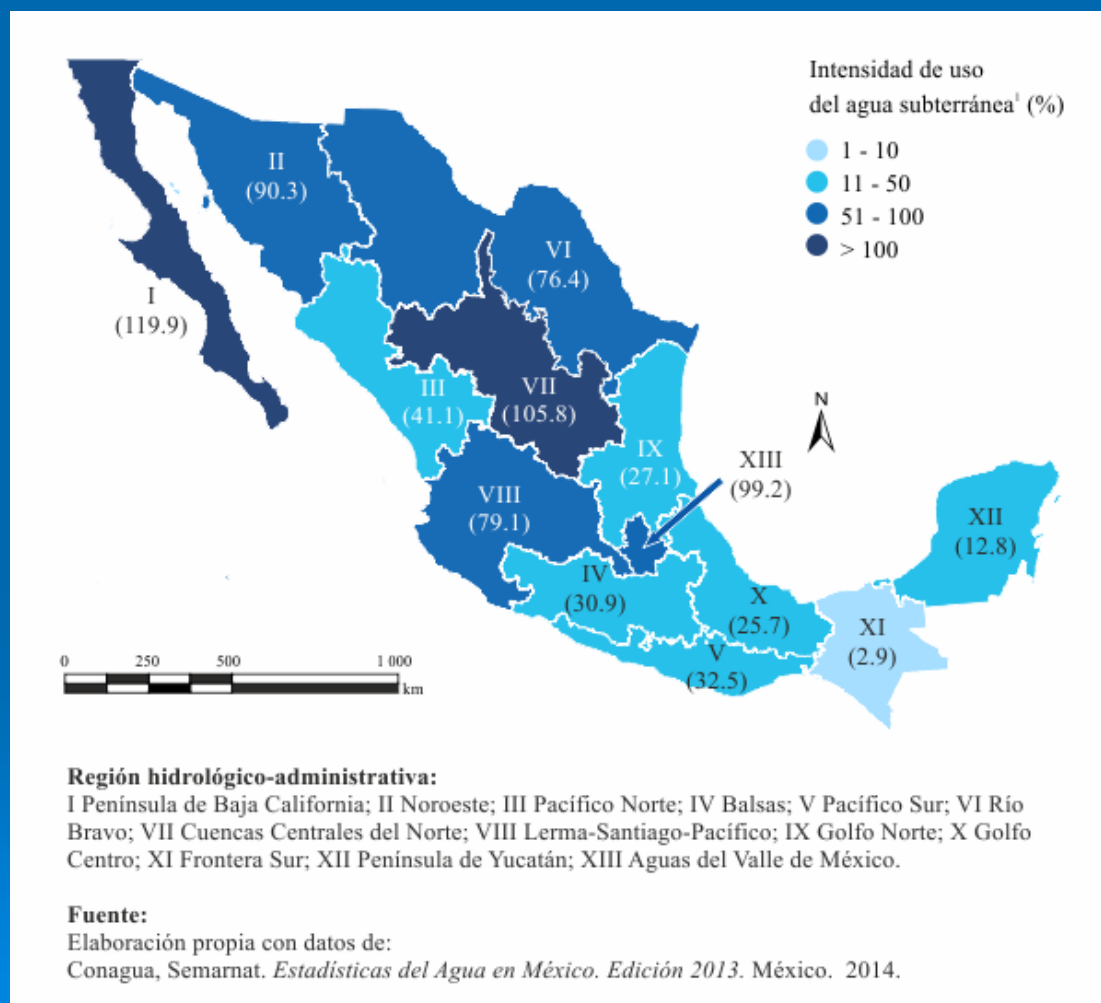 Intensidad de uso
del agua subterránea¹ (%)
1 - 10
11 - 50
51 - 100
> 100
II
(90.3)
VI
(76.4)
I
(119.9)
III
(41.1)
VII
(105.8)
N
IX
(27.1)
XIII
(99.2)
VIII
(79.1)
XII
(12.8)
IV
(30.9)
X
(25.7)
XI
(2.9)
V
(32.5)
0 250 500 1 000
km
Región hidrológico-administrativa:
I Península de Baja California; II Noroeste; III Pacífico Norte; IV Balsas; V Pacífico Sur; VI Río
Bravo; VII Cuencas Centrales del Norte; VIII Lerma-Santiago-Pacífico; IX Golfo Norte; X Golfo
Centro; XI Frontera Sur; XII Península de Yucatán; XIII Aguas del Valle de México.
Fuente:
Elaboración propia con datos de:
Conagua, Semarnat. Estadísticas del Agua en México. Edición 2013. México. 2014.